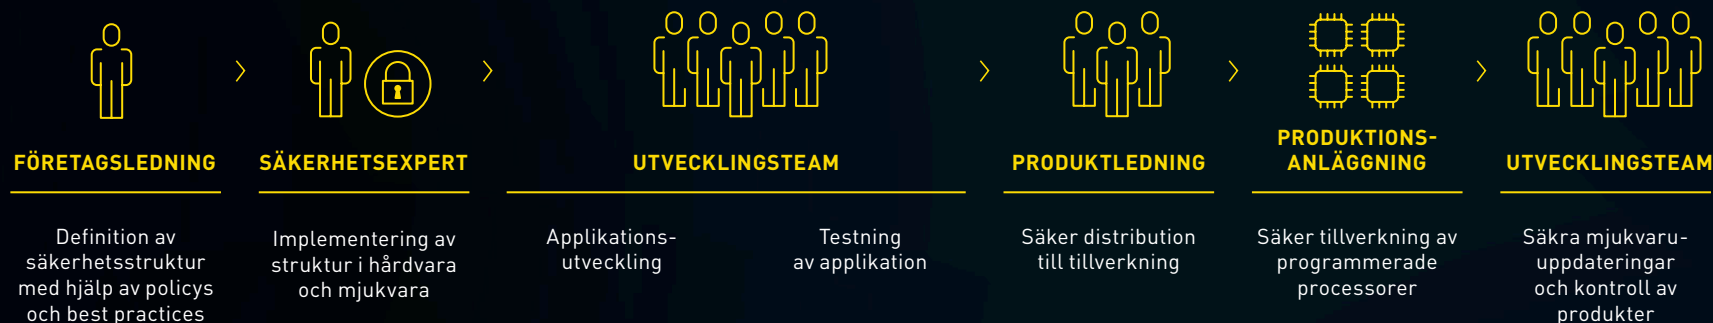 FÖRETAGSLEDNING
Definition av
säkerhetsstruktur
med hjälp av policys
och best practices
SÄKERHETSEXPERT
Implementering av
struktur i hårdvara
och mjukvara
UTVECKLINGSTEAM
Applikations-
utveckling
Testning
av applikation
PRODUKTLEDNING
Säker distribution
till tillverkning
PRODUKTIONS-
ANLÄGGNING
Säker tillverkning av
programmerade
processorer
UTVECKLINGSTEAM
Säkra mjukvaru-
uppdateringar
och kontroll av
produkter